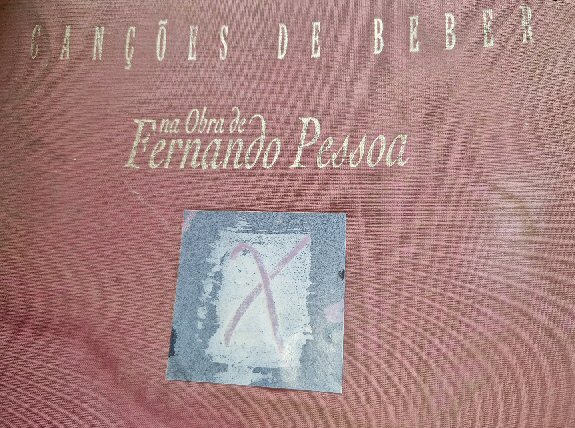 CANÇÕES DE BEBER
na Obra de
Fernando Pessoa